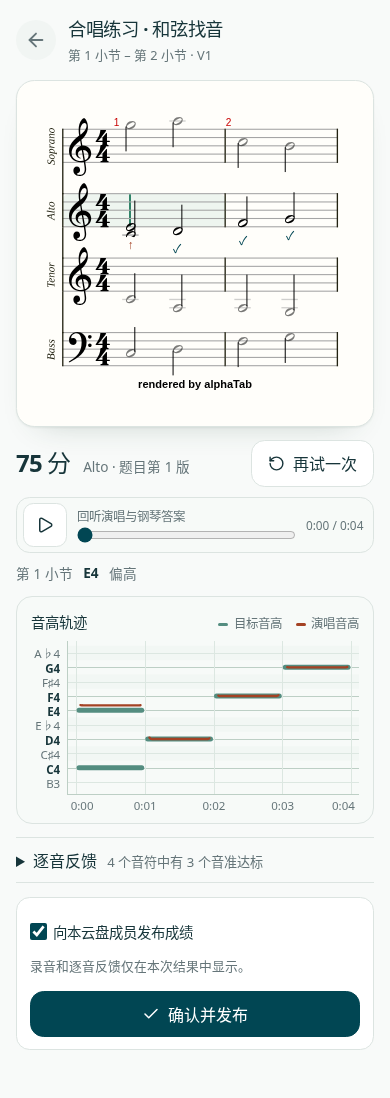 合唱练习·和弦找音
第 1 小节 – 第 2 小节 · V1
1 2
Soprano
Alto
↑ ✓ ✓ ✓
Tenor
Bass
rendered by alphaTab
75 分 Alto · 题目第 1 版 再试一次
回听演唱与钢琴答案
0:00 / 0:04
第 1 小节 E4 偏高
音高轨迹 目标音高 演唱音高
A♭4
G4
F♯4
F4
E4
E♭4
D4
C♯4
C4
B3
0:00 0:01 0:02 0:03 0:04
逐音反馈 4 个音符中有 3 个音准达标
向本云盘成员发布成绩
录音和逐音反馈仅在本次结果中显示。
确认并发布